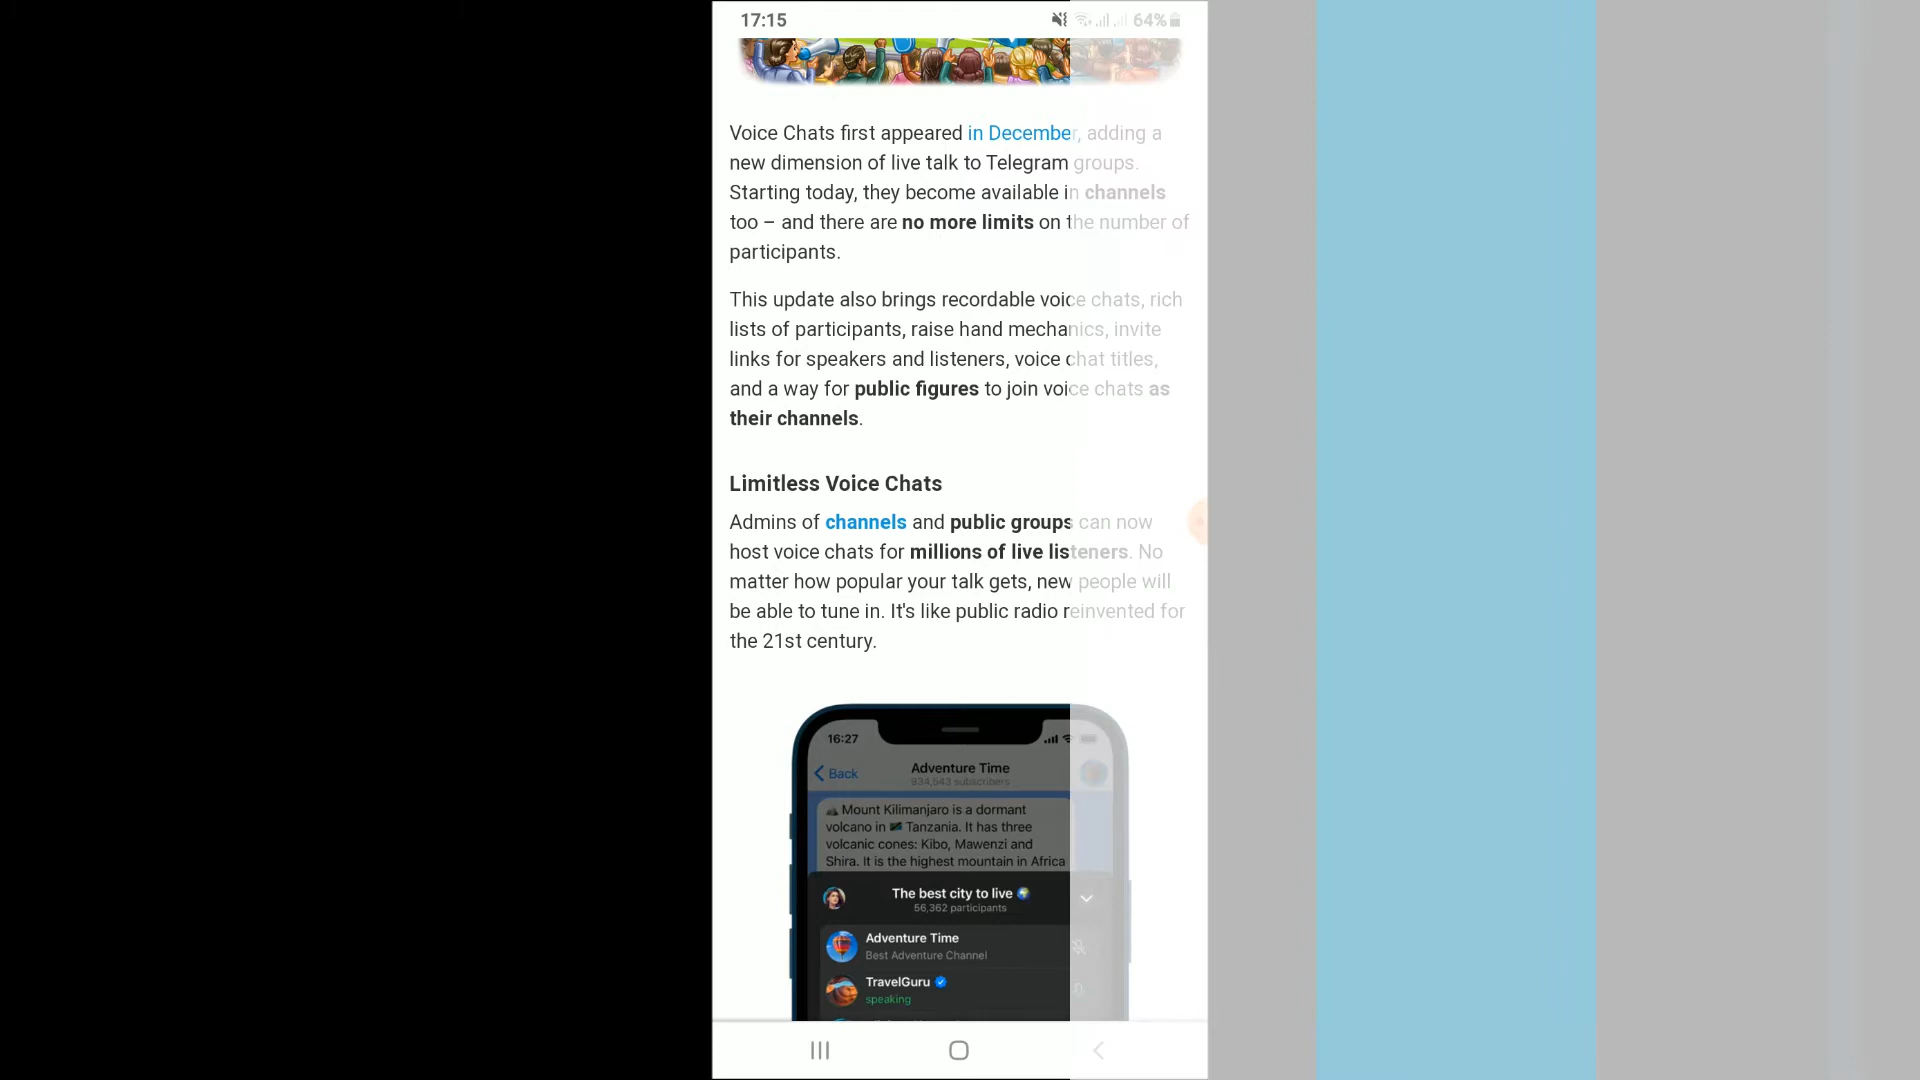 17:15
64%
Voice Chats first appeared in December, adding a
new dimension of live talk to Telegram groups.
Starting today, they become available in channels
too – and there are no more limits on the number of
participants.
This update also brings recordable voice chats, rich
lists of participants, raise hand mechanics, invite
links for speakers and listeners, voice chat titles,
and a way for public figures to join voice chats as
their channels.
Limitless Voice Chats
Admins of channels and public groups can now
host voice chats for millions of live listeners. No
matter how popular your talk gets, new people will
be able to tune in. It's like public radio reinvented for
the 21st century.
16:27
Back
Adventure Time
934,543 subscribers
Mount Kilimanjaro is a dormant
volcano in Tanzania. It has three
volcanic cones: Kibo, Mawenzi and
Shira. It is the highest mountain in Africa
The best city to live
56,362 participants
Adventure Time
Best Adventure Channel
TravelGuru
speaking